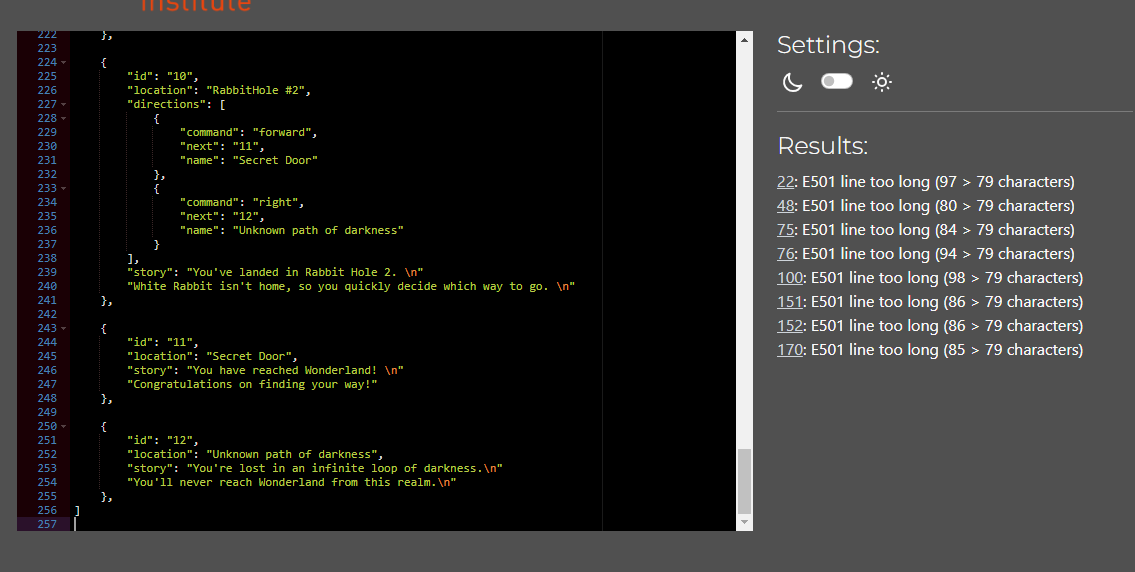 Institute
222 },
223
224 {
225 "id": "10",
226 "location": "RabbitHole #2",
227 "directions": [
228 {
229 "command": "forward",
230 "next": "11",
231 "name": "Secret Door"
232 },
233 {
234 "command": "right",
235 "next": "12",
236 "name": "Unknown path of darkness"
237 }
238 ],
239 "story": "You've landed in Rabbit Hole 2. \n"
240 "White Rabbit isn't home, so you quickly decide which way to go. \n"
241 },
242
243 {
244 "id": "11",
245 "location": "Secret Door",
246 "story": "You have reached Wonderland! \n"
247 "Congratulations on finding your way!"
248 },
249
250 {
251 "id": "12",
252 "location": "Unknown path of darkness",
253 "story": "You're lost in an infinite loop of darkness.\n"
254 "You'll never reach Wonderland from this realm.\n"
255 },
256 ]
257
Settings:
Results:
22: E501 line too long (97 > 79 characters)
48: E501 line too long (80 > 79 characters)
75: E501 line too long (84 > 79 characters)
76: E501 line too long (94 > 79 characters)
100: E501 line too long (98 > 79 characters)
151: E501 line too long (86 > 79 characters)
152: E501 line too long (86 > 79 characters)
170: E501 line too long (85 > 79 characters)